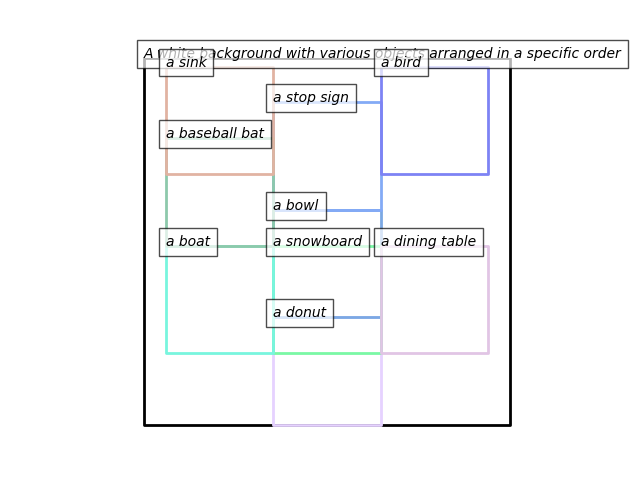 A white background with various objects arranged in a specific order
a sink
a bird
a stop sign
a baseball bat
a bowl
a boat
a snowboard
a dining table
a donut